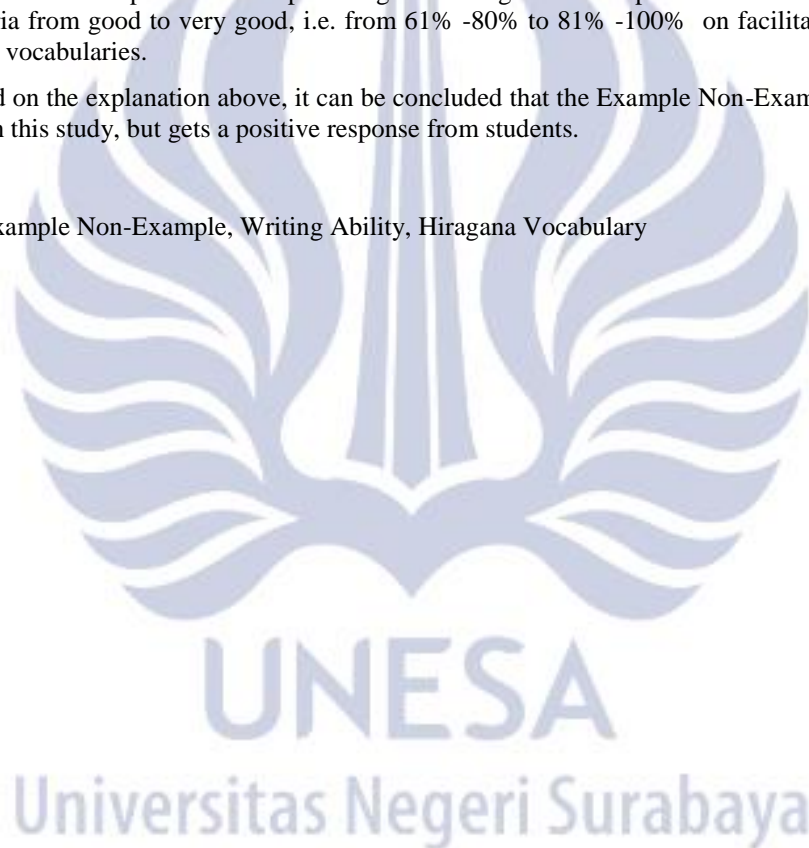 ria from good to very good, i.e. from 61% -80% to 81% -100% on facilita
vocabularies.
d on the explanation above, it can be concluded that the Example Non-Exam
this study, but gets a positive response from students.
xample Non-Example, Writing Ability, Hiragana Vocabulary
UNESA
Universitas Negeri Surabaya